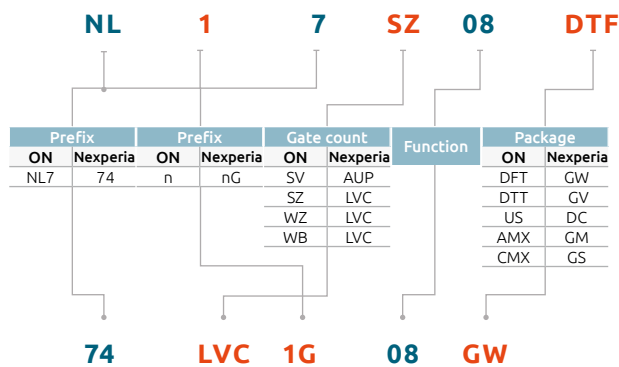 NL 1 7 SZ 08 DTF
Prefix Prefix Gate count Function Package
ON Nexperia ON Nexperia ON Nexperia ON Nexperia
NL7 74 n nG SV AUP DFT GW
SZ LVC DTT GV
WZ LVC US DC
WB LVC AMX GM
CMX GS
74 LVC 1G 08 GW